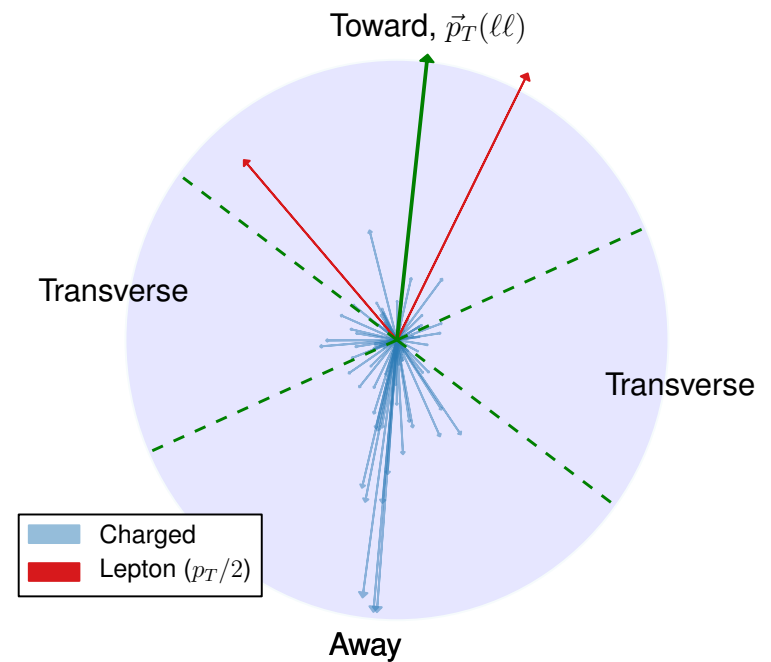 Toward, $\vec{p}_T(\ell\ell)$
Transverse
Transverse
Charged
Lepton ($p_T/2$)
Away